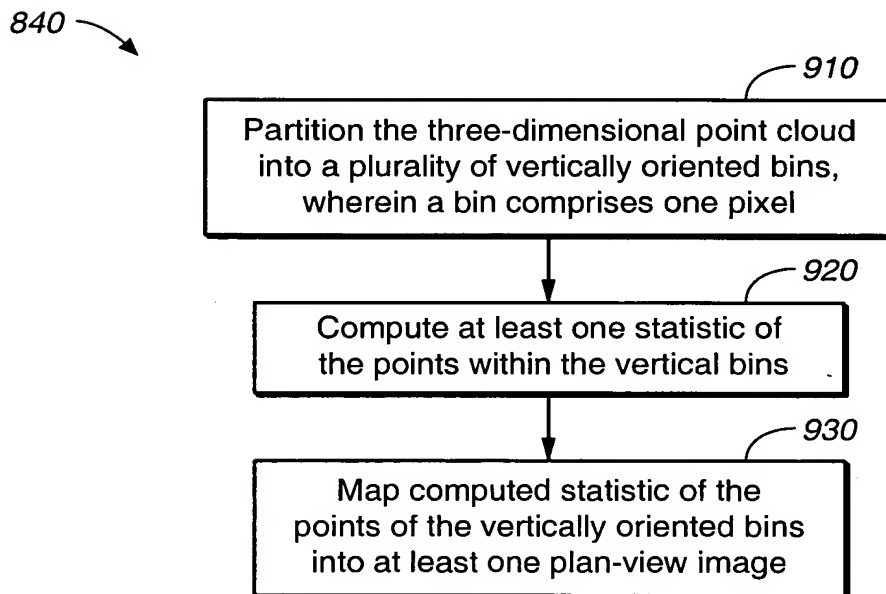 840
910
Partition the three-dimensional point cloud
into a plurality of vertically oriented bins,
wherein a bin comprises one pixel
920
Compute at least one statistic of
the points within the vertical bins
930
Map computed statistic of the
points of the vertically oriented bins
into at least one plan-view image